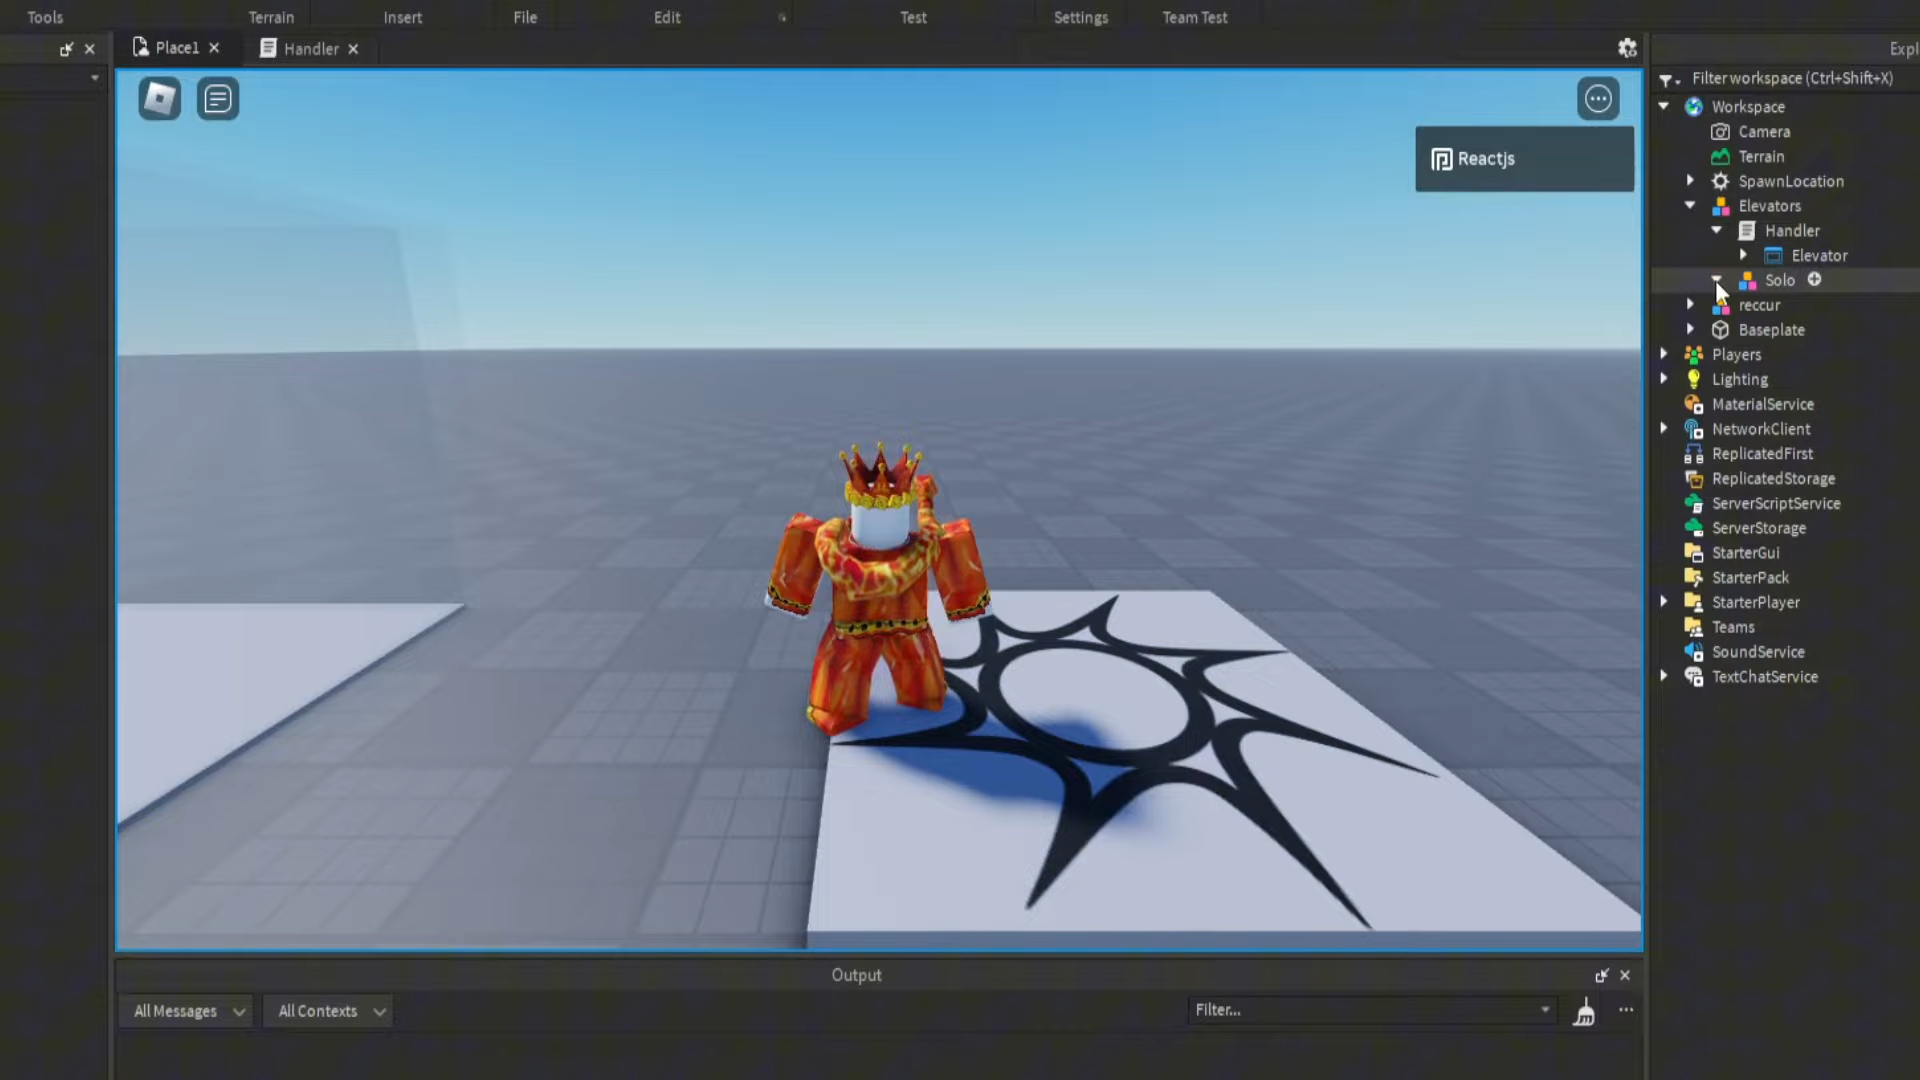 Tools
Terrain
Insert
File
Edit
Test
Settings
Team Test
Place1
Handler
Expl
Filter workspace (Ctrl+Shift+X)
Reactjs
Workspace
Camera
Terrain
SpawnLocation
Elevators
Handler
Elevator
Solo
reccur
Baseplate
Players
Lighting
MaterialService
NetworkClient
ReplicatedFirst
ReplicatedStorage
ServerScriptService
ServerStorage
StarterGui
StarterPack
StarterPlayer
Teams
SoundService
TextChatService
Output
All Messages
All Contexts
Filter...